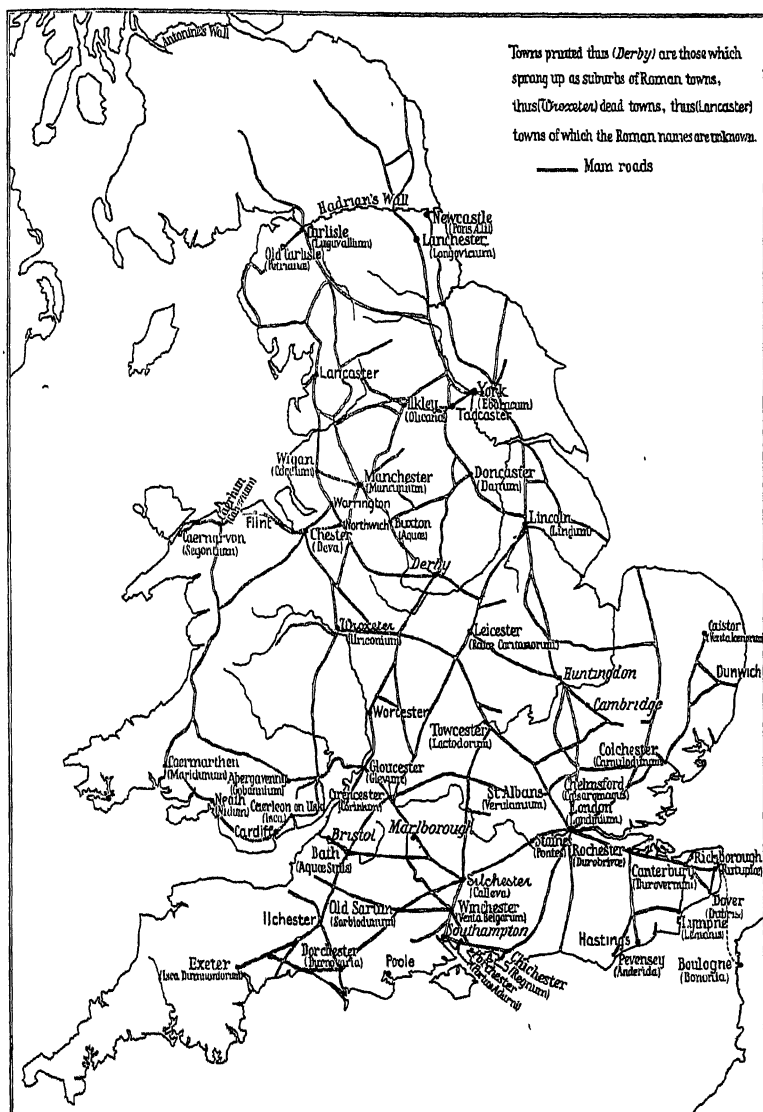 Antonine's Wall
Towns printed thus (Derby) are those which
sprang up as suburbs of Roman towns,
thus (Wroxeter) dead towns, thus (Lancaster)
towns of which the Roman names are unknown.
Main roads
Hadrian's Wall
Newcastle
(Pons Ælii)
Carlisle
(Luguvallium)
Lanchester
(Longovicum)
Old Carlisle
Lancaster
Ilkley
(Olicana)
York
(Eboracum)
Tadcaster
Wigan
(Coccium)
Manchester
(Mancunium)
Doncaster
(Danum)
Caerhun
Warrington
Flint
Caernarvon
(Segontium)
Chester
(Deva)
Northwich
Buxton
(Aquae)
Lincoln
(Lindum)
Derby
Wroxeter
(Uriconium)
Leicester
Caistor
Huntingdon
Dunwich
Cambridge
Worcester
Towcester
(Lactodorum)
Colchester
(Camulodunum)
Caermarthen
(Maridunum)
Abergavenny
(Gobannium)
Gloucester
(Glevum)
Chelmsford
(Caesaromagus)
Neath
(Nidum)
Caerleon on Usk
(Isca)
Cirencester
(Corinium)
St Albans
(Verulamium)
London
(Londinium)
Cardiff
Bristol
Marlborough
Staines
(Pontes)
Rochester
(Durobrivae)
Richborough
(Rutupiae)
Bath
(Aquae Sulis)
Canterbury
Silchester
(Calleva)
Dover
(Dubris)
Ilchester
Old Sarum
(Sorbiodunum)
Winchester
(Venta Belgarum)
Lympne
(Lemanis)
Southampton
Hastings
Exeter
(Isca Dumnoniorum)
Dorchester
(Durnovaria)
Poole
Chichester
(Regnum)
Porchester
(Portus Adurni)
Pevensey
(Anderida)
Boulogne
(Bononia)